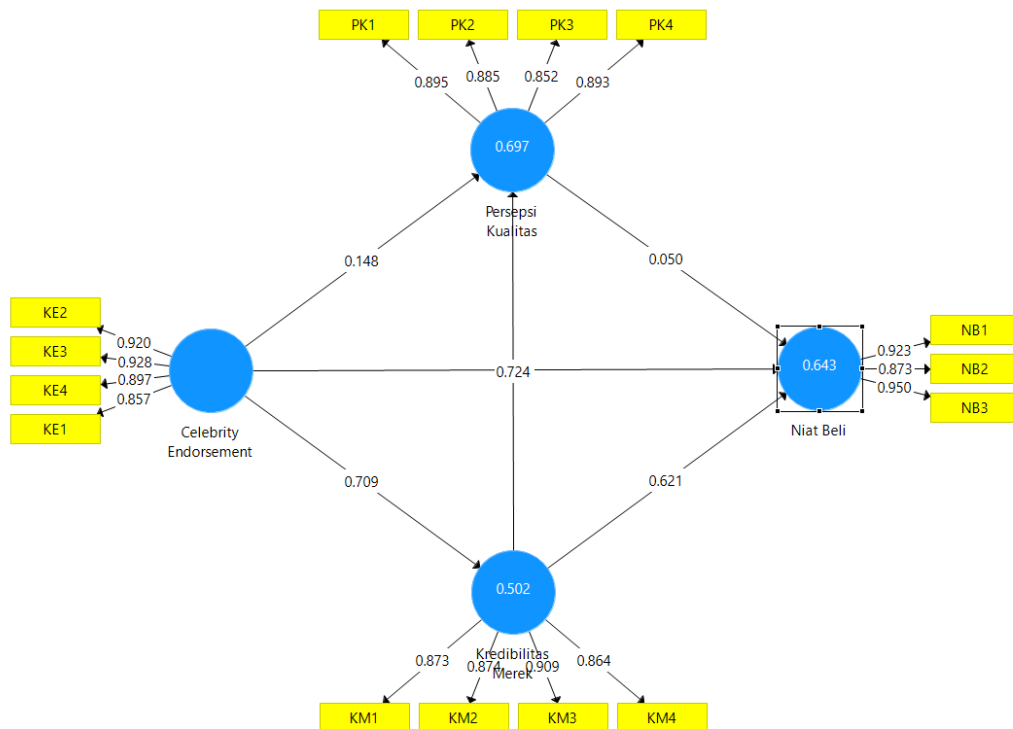 PK1 PK2 PK3 PK4
0.895 0.885 0.852 0.893
0.697
Persepsi
Kualitas
0.148
0.050
KE2
KE3
KE4
KE1
0.920
0.928
0.897
0.857
Celebrity
Endorsement
0.724
0.643
Niat Beli
0.923
0.873
0.950
NB1
NB2
NB3
0.709
0.621
0.502
Kredibilitas
Merek
0.873 0.874 0.909 0.864
KM1 KM2 KM3 KM4